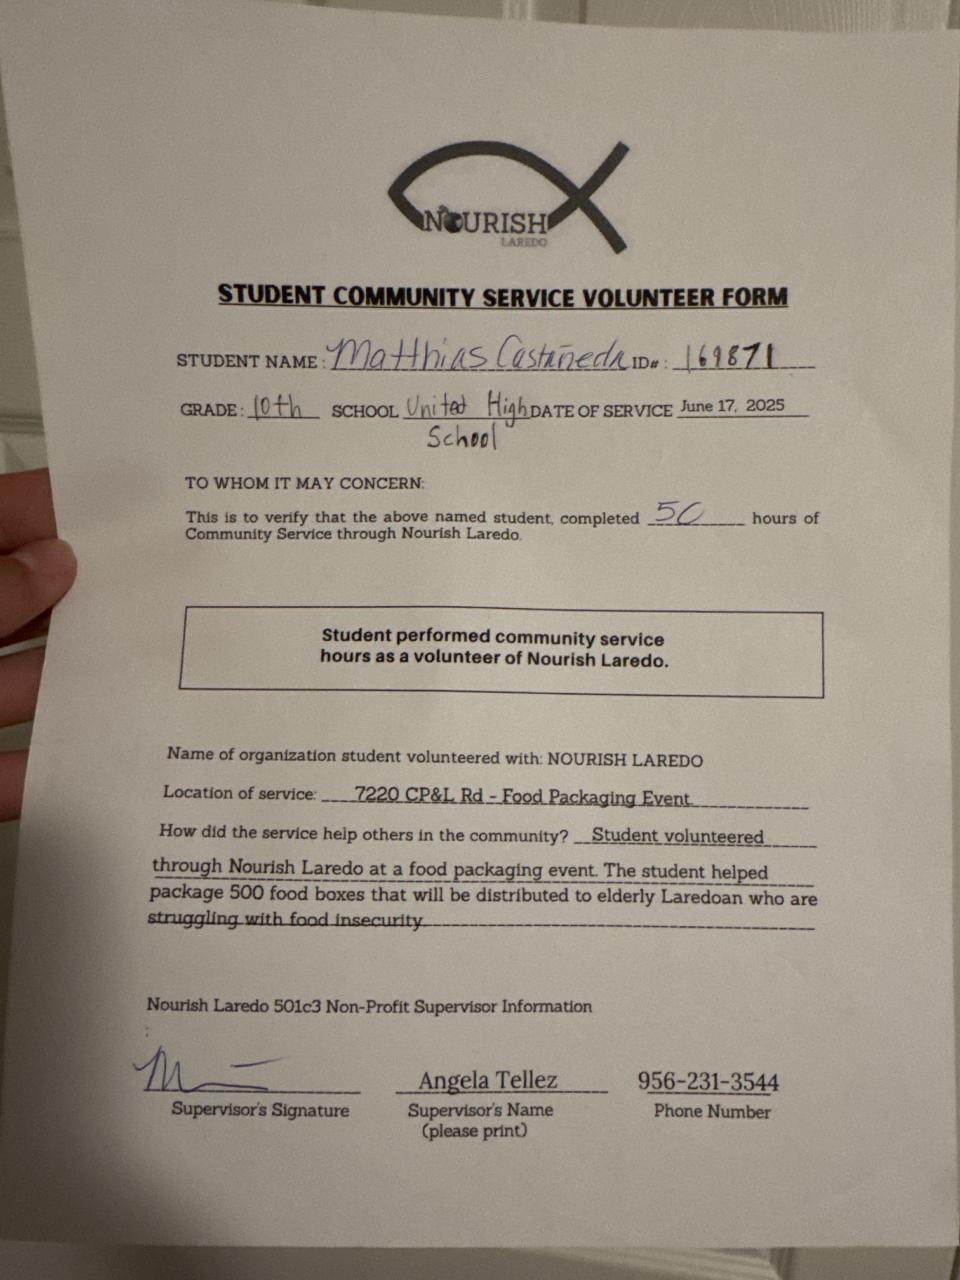 NOURISH
LAREDO
STUDENT COMMUNITY SERVICE VOLUNTEER FORM
STUDENT NAME: Matthias Castañeda ID#: 169871
GRADE: 10th SCHOOL United High DATE OF SERVICE June 17, 2025
School
TO WHOM IT MAY CONCERN:
This is to verify that the above named student, completed 50 hours of
Community Service through Nourish Laredo.
Student performed community service
hours as a volunteer of Nourish Laredo.
Name of organization student volunteered with: NOURISH LAREDO
Location of service: 7220 CP&L Rd - Food Packaging Event
How did the service help others in the community? Student volunteered
through Nourish Laredo at a food packaging event. The student helped
package 500 food boxes that will be distributed to elderly Laredoan who are
struggling with food insecurity
Nourish Laredo 501c3 Non-Profit Supervisor Information
:
Angela Tellez 956-231-3544
Supervisor's Signature Supervisor's Name Phone Number
(please print)